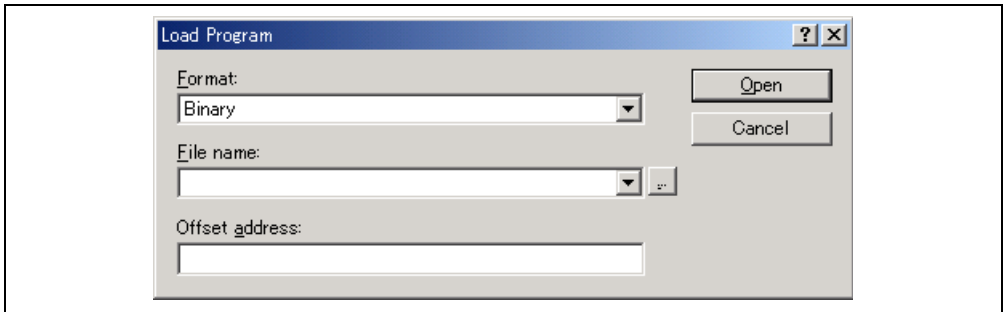 Load Program
Format:
Binary
Open
Cancel
File name:
...
Offset address: